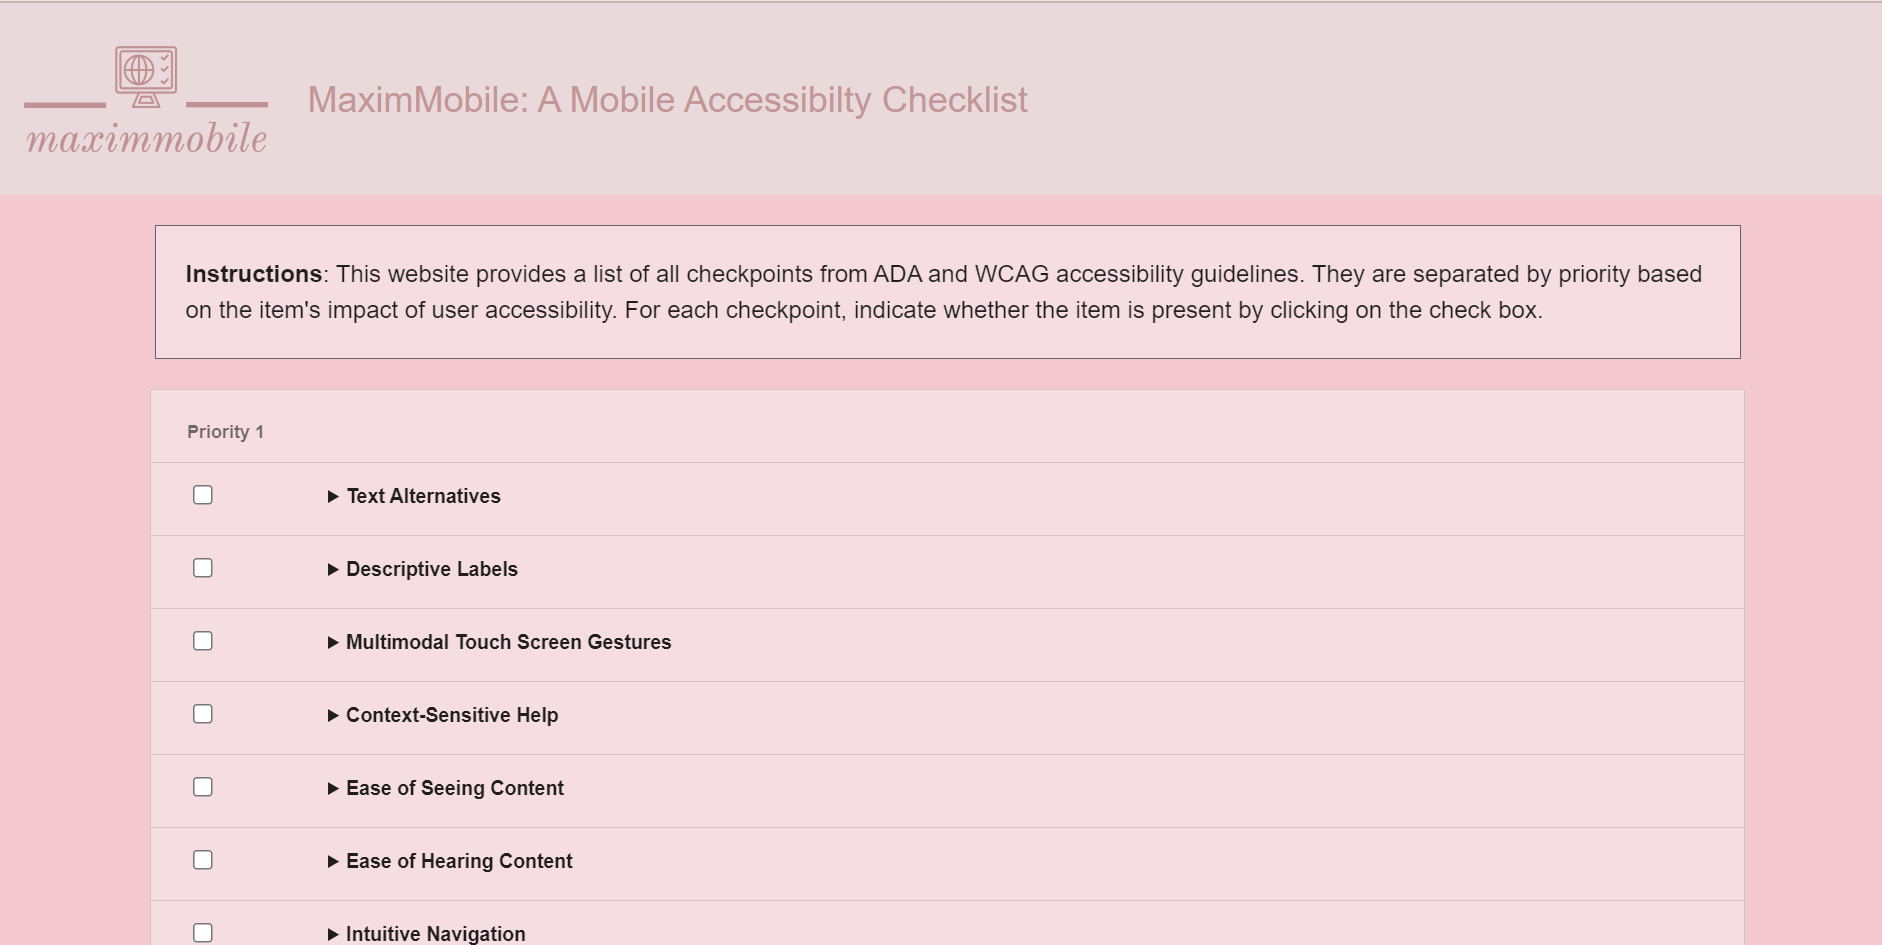 maximmobile
MaximMobile: A Mobile Accessibilty Checklist
Instructions: This website provides a list of all checkpoints from ADA and WCAG accessibility guidelines. They are separated by priority based
on the item's impact of user accessibility. For each checkpoint, indicate whether the item is present by clicking on the check box.
Priority 1
Text Alternatives
Descriptive Labels
Multimodal Touch Screen Gestures
Context-Sensitive Help
Ease of Seeing Content
Ease of Hearing Content
Intuitive Navigation